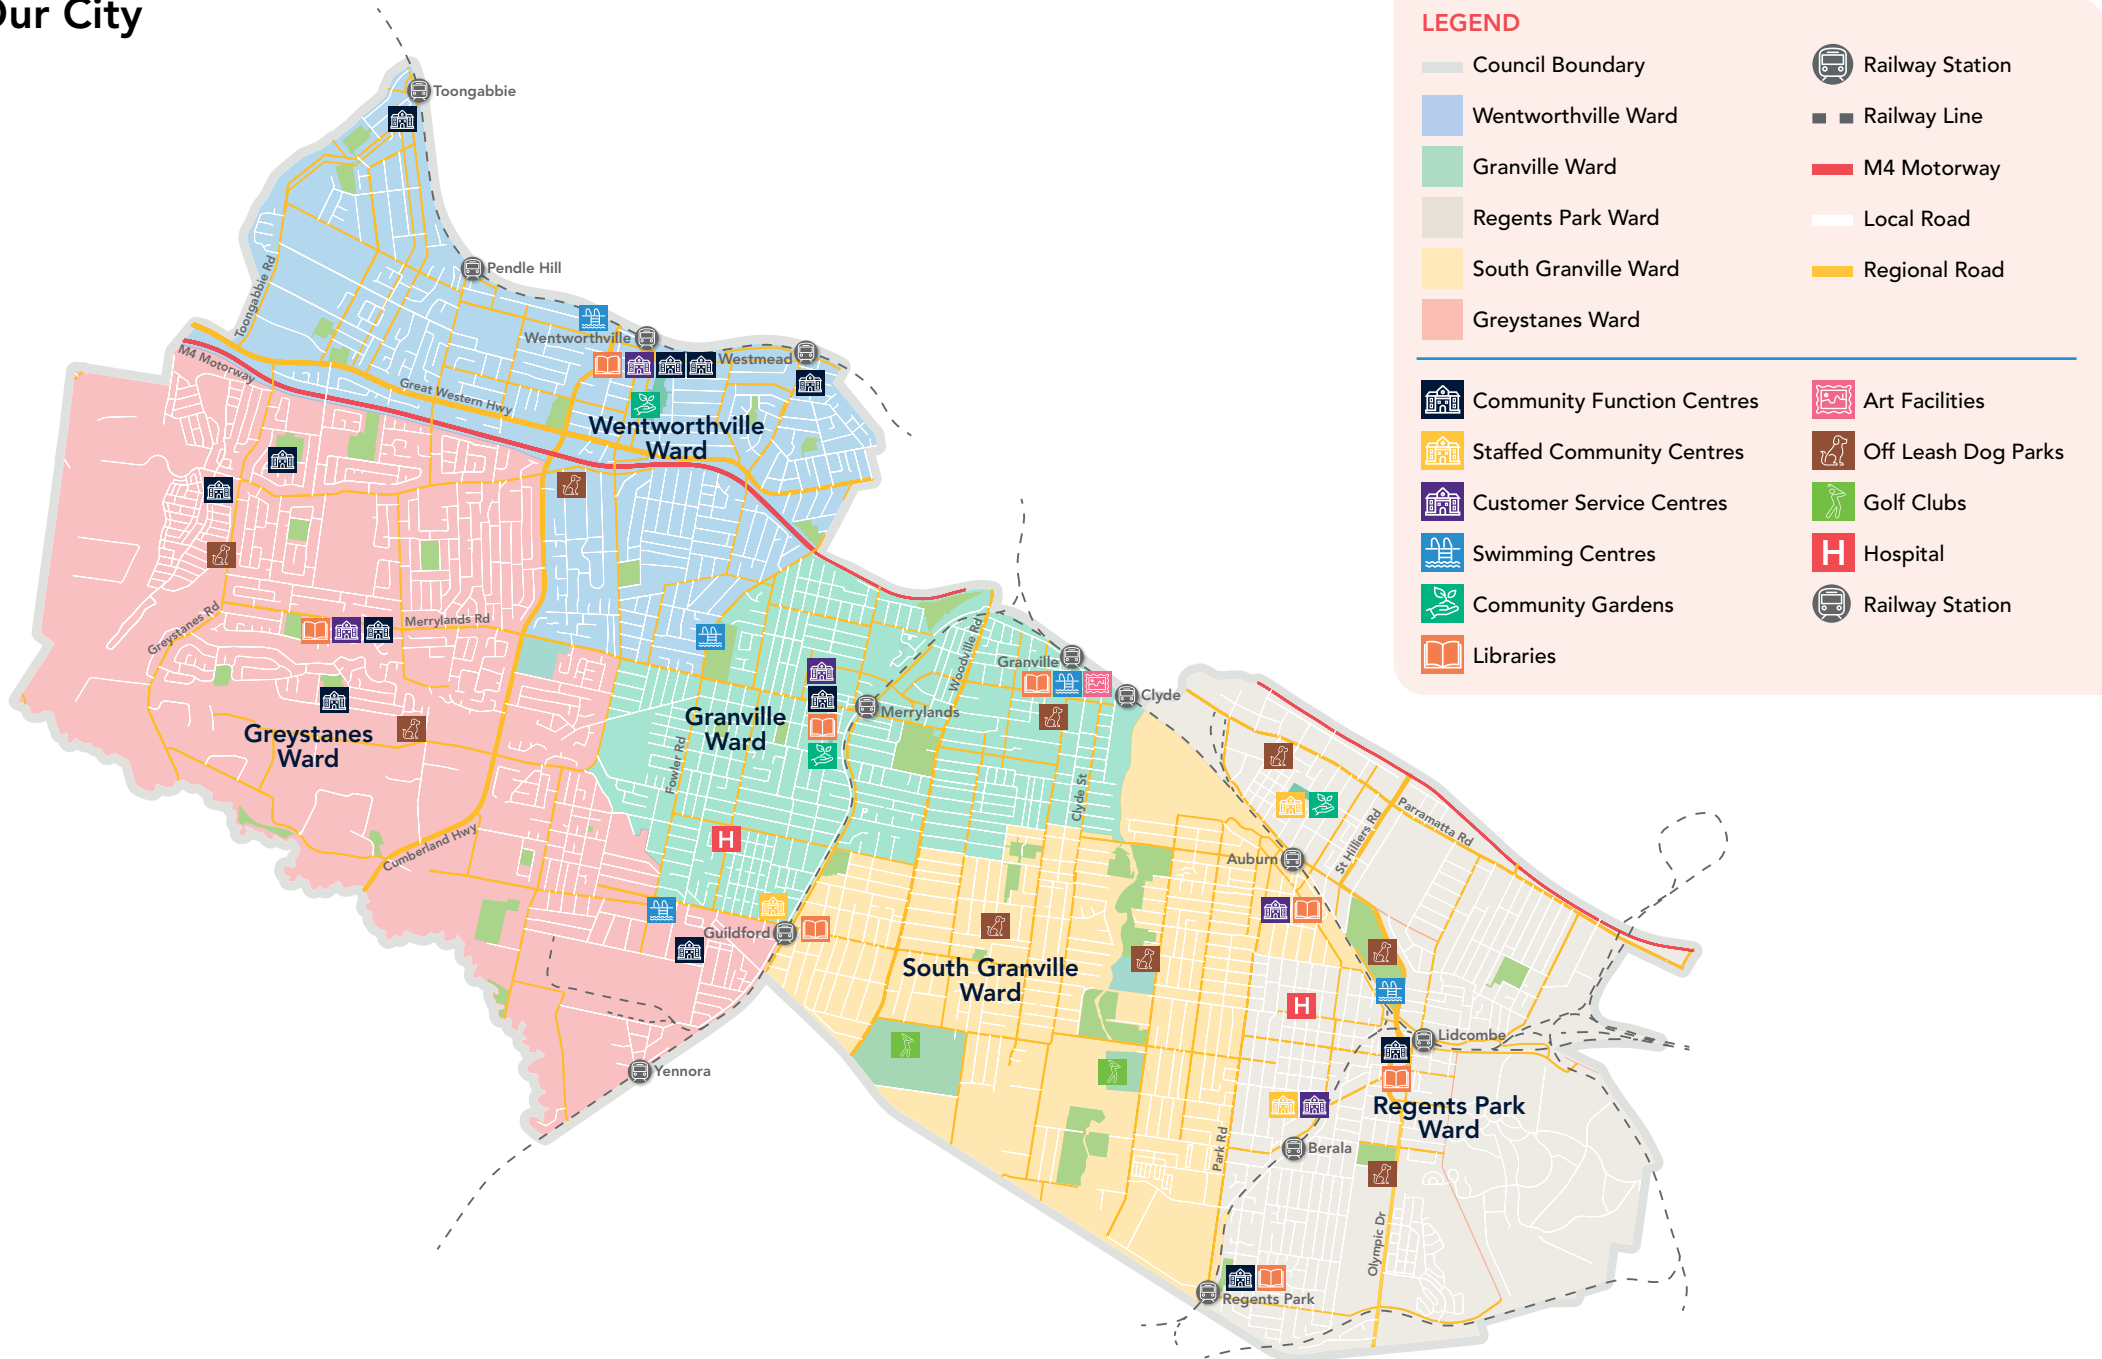 Our City
LEGEND
Council Boundary
Wentworthville Ward
Granville Ward
Regents Park Ward
South Granville Ward
Greystanes Ward
Railway Station
Railway Line
M4 Motorway
Local Road
Regional Road
Community Function Centres
Staffed Community Centres
Customer Service Centres
Swimming Centres
Community Gardens
Libraries
Art Facilities
Off Leash Dog Parks
Golf Clubs
H Hospital
Railway Station
Toongabbie
Pendle Hill
Toongabbie Rd
Wentworthville
Westmead
M4 Motorway
Great Western Hwy
Wentworthville
Ward
Greystanes Rd
Merrylands Rd
Woodville Rd
Granville
Clyde
Merrylands
Granville
Ward
Greystanes
Ward
Fowler Rd
Clyde St
H
Cumberland Hwy
Parramatta Rd
St Hilliers Rd
Auburn
Guildford
South Granville
Ward
H
Lidcombe
Yennora
Regents Park
Ward
Berala
Park Rd
Olympic Dr
Regents Park